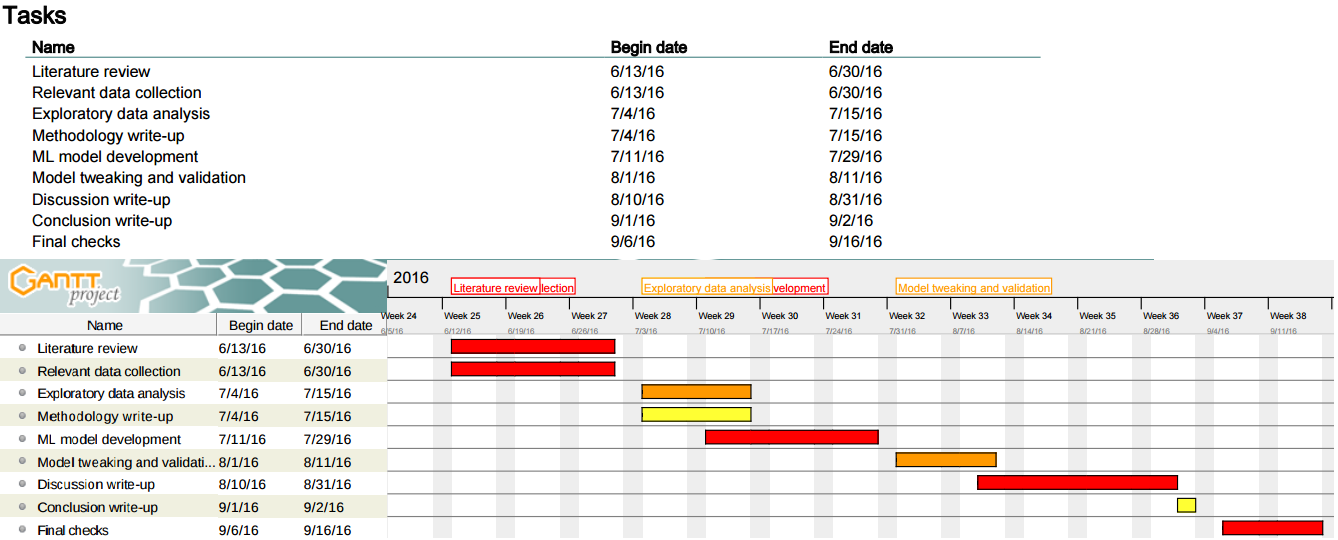 Tasks
Name Begin date End date
Literature review 6/13/16 6/30/16
Relevant data collection 6/13/16 6/30/16
Exploratory data analysis 7/4/16 7/15/16
Methodology write-up 7/4/16 7/15/16
ML model development 7/11/16 7/29/16
Model tweaking and validation 8/1/16 8/11/16
Discussion write-up 8/10/16 8/31/16
Conclusion write-up 9/1/16 9/2/16
Final checks 9/6/16 9/16/16
GANTT project
2016
Literature review llection Exploratory data analysis velopment Model tweaking and validation
Week 24 Week 25 Week 26 Week 27 Week 28 Week 29 Week 30 Week 31 Week 32 Week 33 Week 34 Week 35 Week 36 Week 37 Week 38
6/5/16 6/12/16 6/19/16 6/26/16 7/3/16 7/10/16 7/17/16 7/24/16 7/31/16 8/7/16 8/14/16 8/21/16 8/28/16 9/4/16 9/11/16
Name Begin date End date
Literature review 6/13/16 6/30/16
Relevant data collection 6/13/16 6/30/16
Exploratory data analysis 7/4/16 7/15/16
Methodology write-up 7/4/16 7/15/16
ML model development 7/11/16 7/29/16
Model tweaking and validati... 8/1/16 8/11/16
Discussion write-up 8/10/16 8/31/16
Conclusion write-up 9/1/16 9/2/16
Final checks 9/6/16 9/16/16